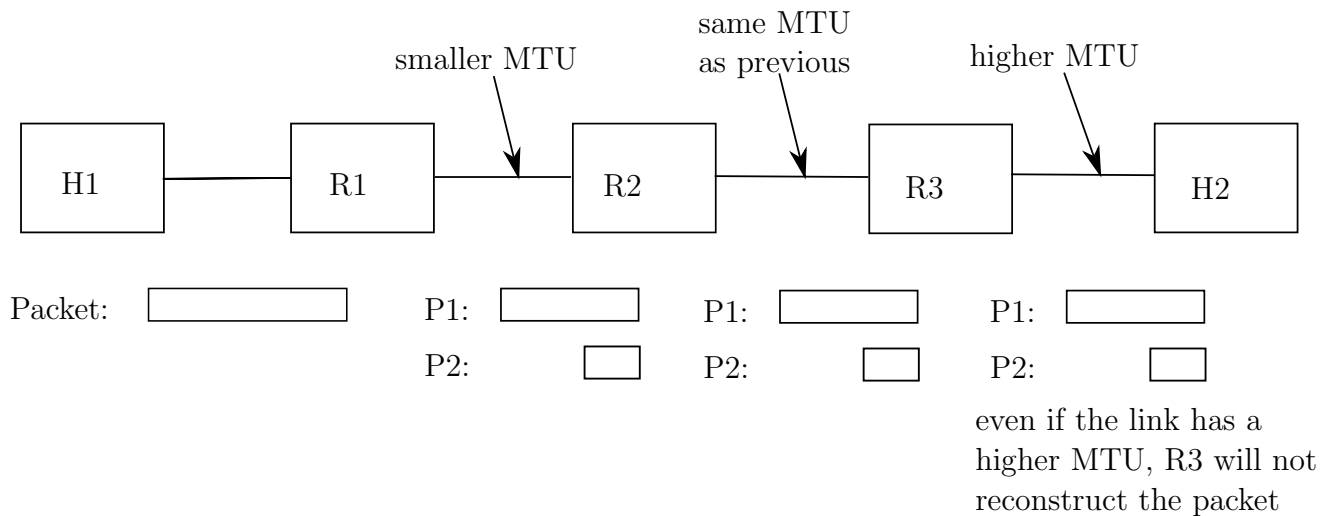 same MTU
as previous
smaller MTU
higher MTU
H1
R1
R2
R3
H2
Packet:
P1:
P1:
P1:
P2:
P2:
P2:
even if the link has a
higher MTU, R3 will not
reconstruct the packet